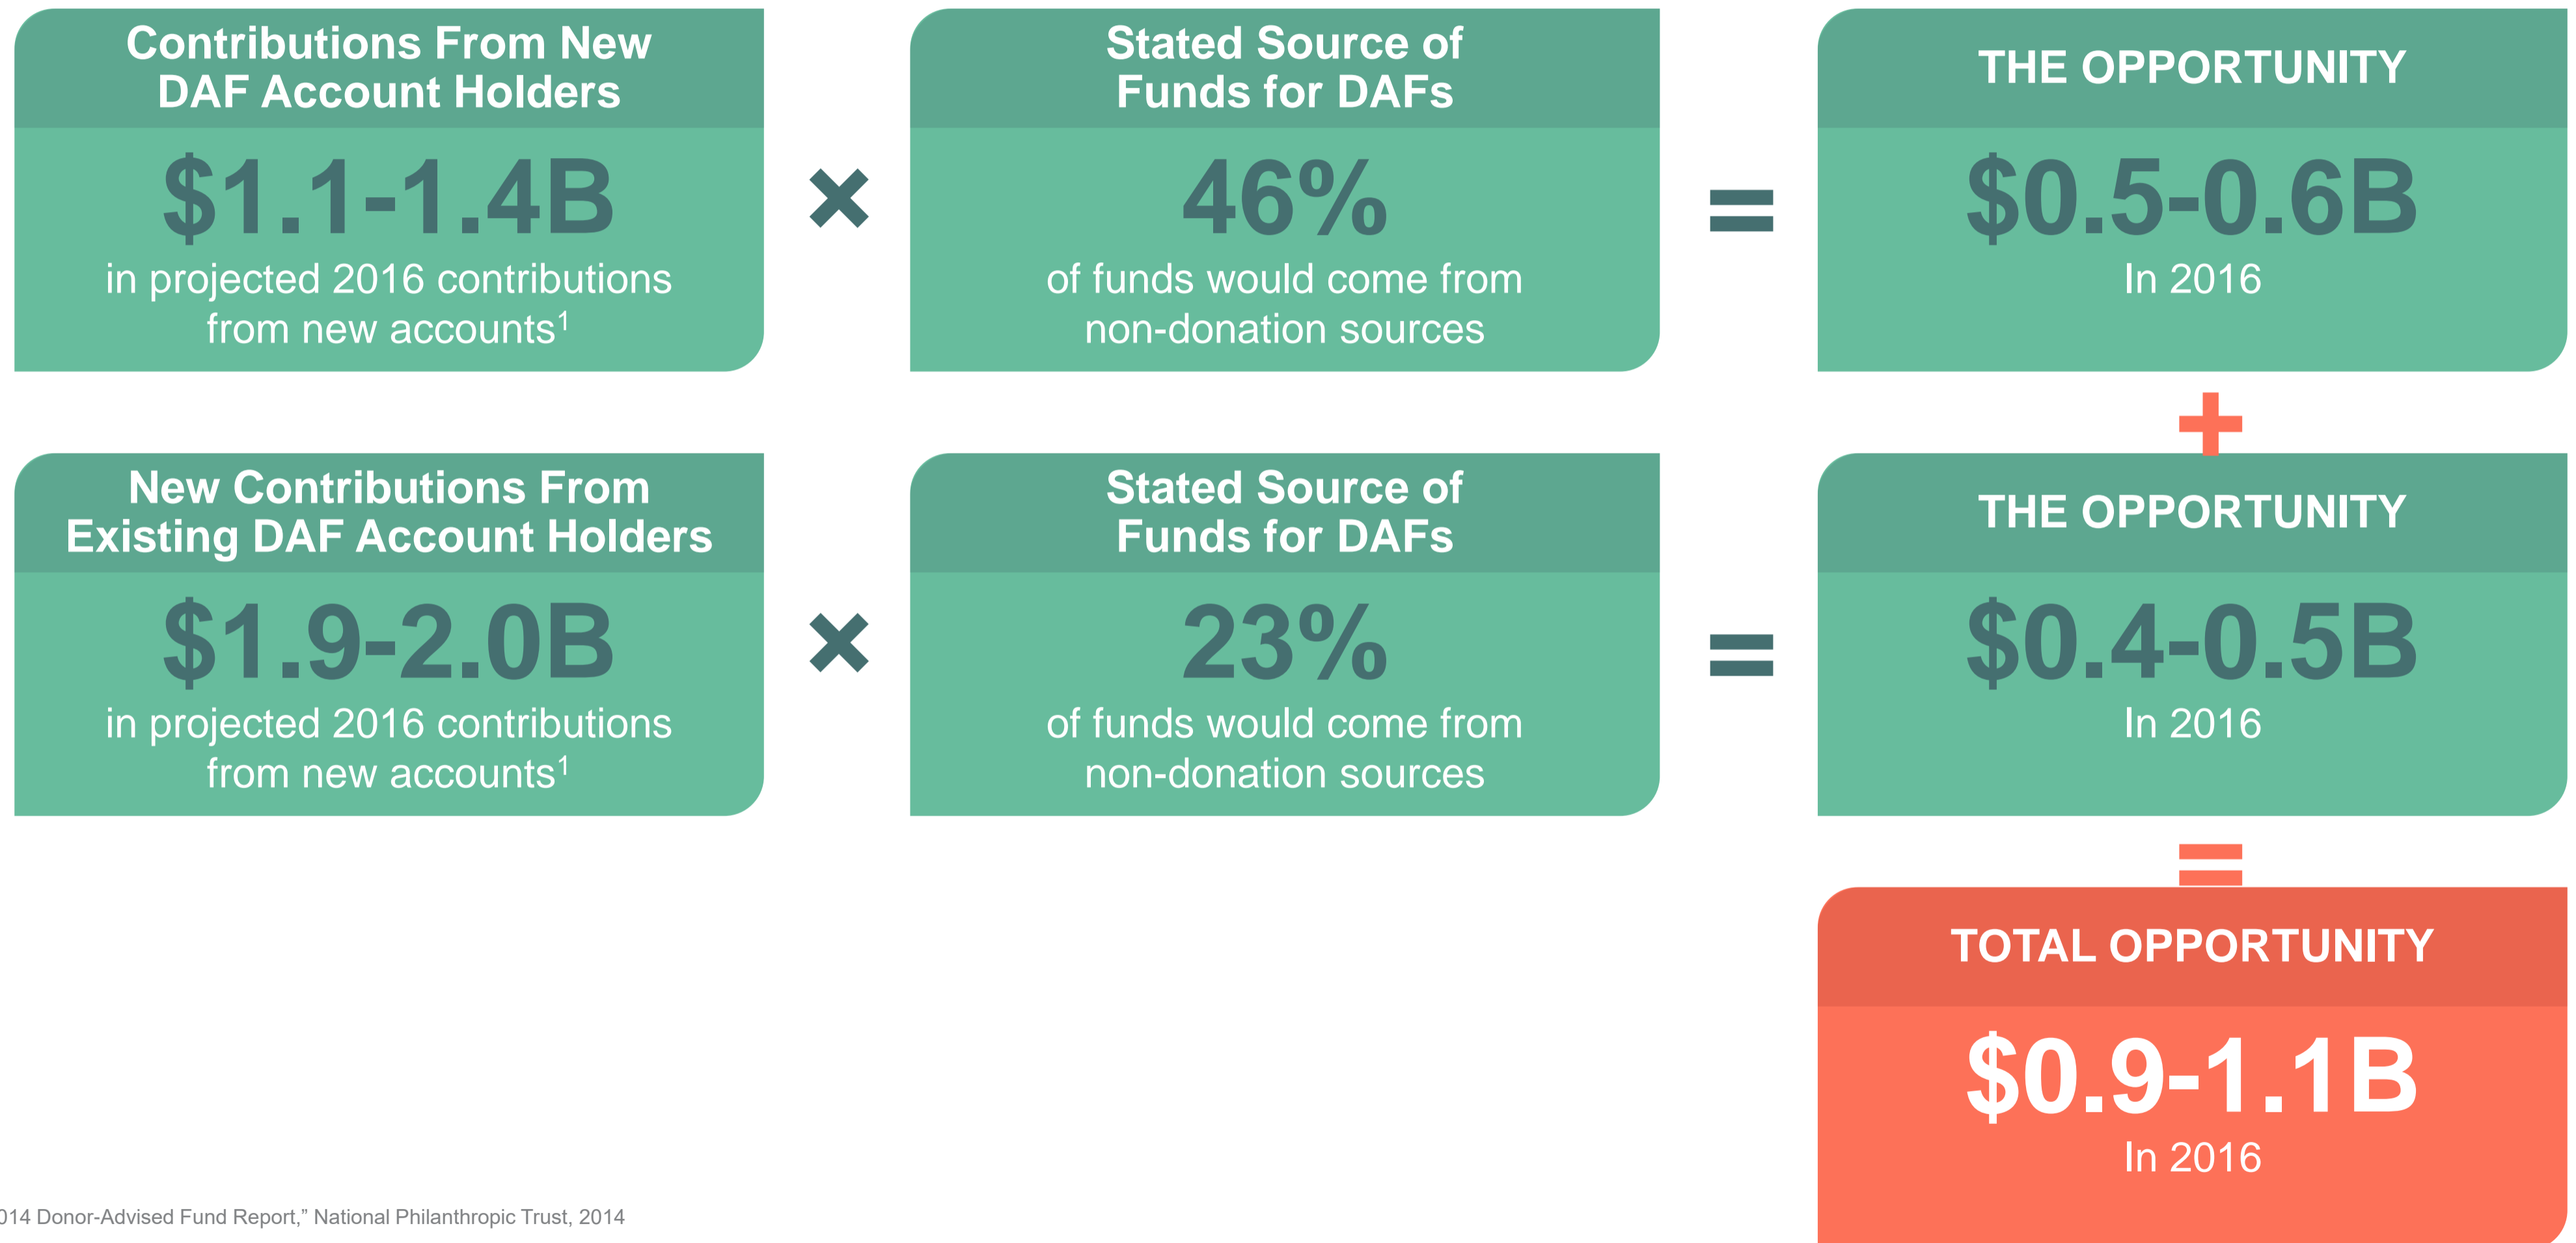 Contributions From New
DAF Account Holders
$1.1-1.4B
in projected 2016 contributions
from new accounts¹
×
Stated Source of
Funds for DAFs
46%
of funds would come from
non-donation sources
=
THE OPPORTUNITY
$0.5-0.6B
In 2016
+
New Contributions From
Existing DAF Account Holders
$1.9-2.0B
in projected 2016 contributions
from new accounts¹
×
Stated Source of
Funds for DAFs
23%
of funds would come from
non-donation sources
=
THE OPPORTUNITY
$0.4-0.5B
In 2016
=
TOTAL OPPORTUNITY
$0.9-1.1B
In 2016
014 Donor-Advised Fund Report,” National Philanthropic Trust, 2014